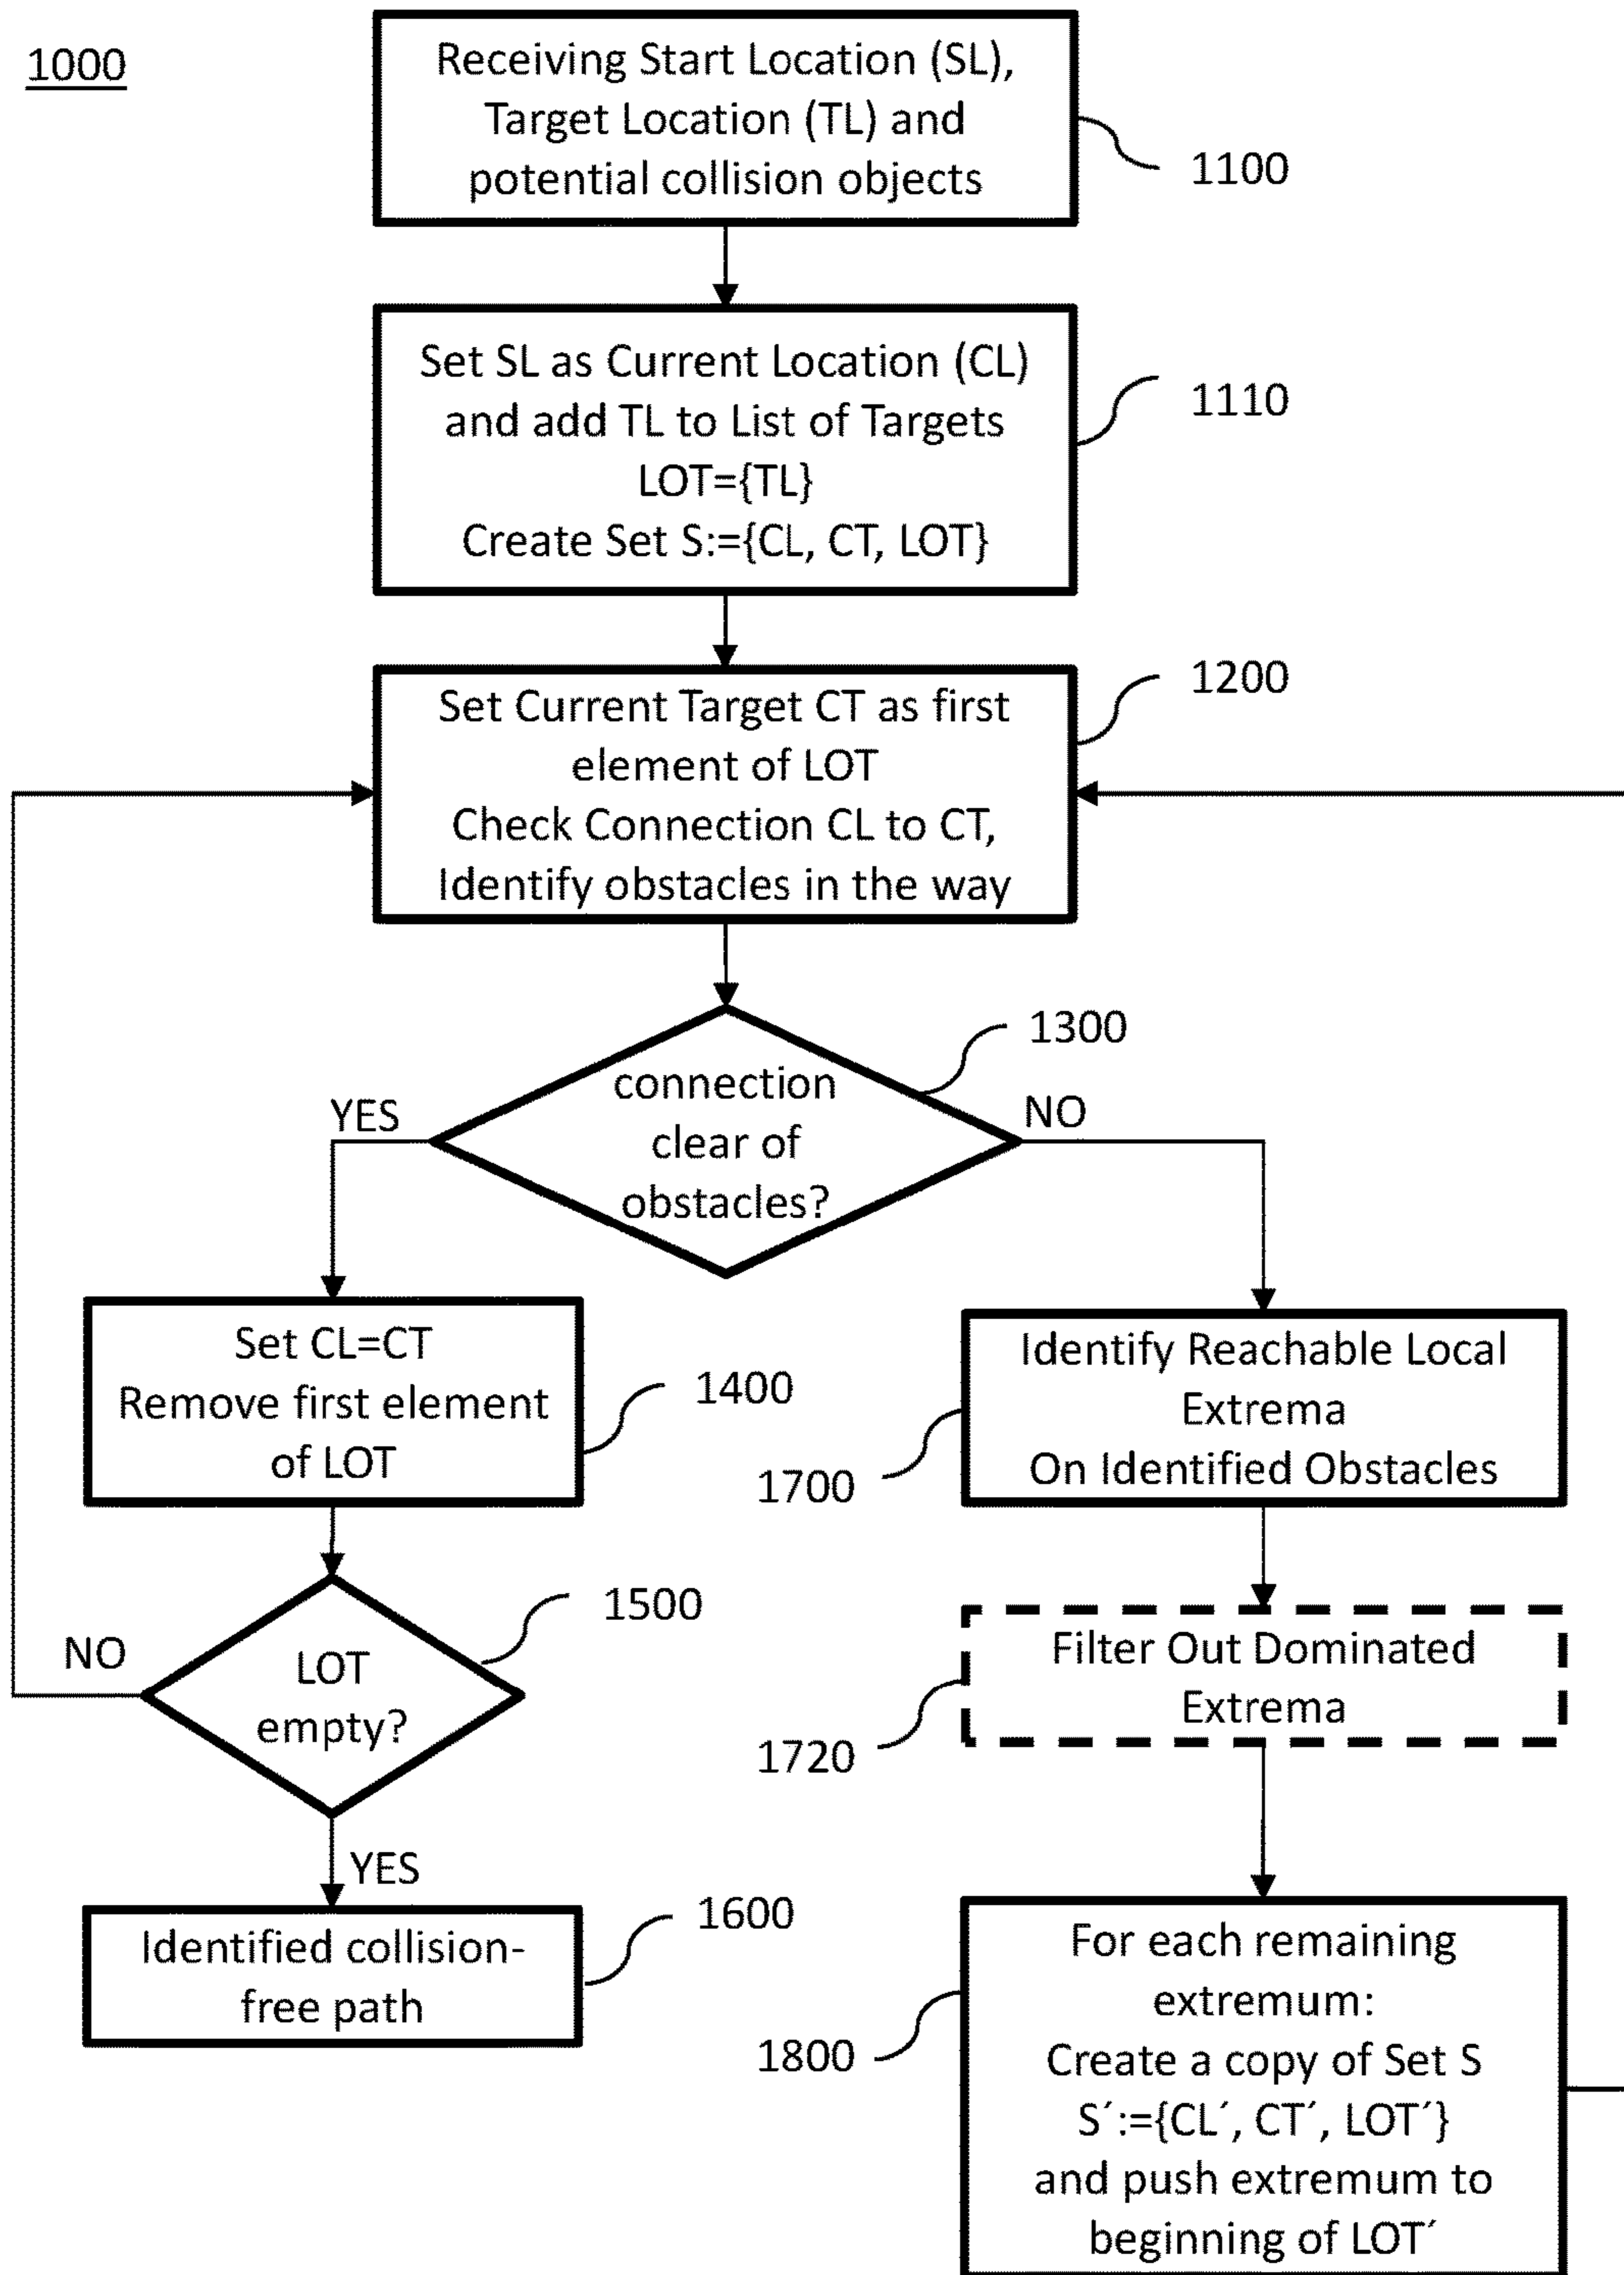 1000
Receiving Start Location (SL),
Target Location (TL) and
potential collision objects
1100
Set SL as Current Location (CL)
and add TL to List of Targets
LOT={TL}
Create Set S:={CL, CT, LOT}
1110
Set Current Target CT as first
element of LOT
Check Connection CL to CT,
Identify obstacles in the way
1200
connection
clear of
obstacles?
1300
YES
NO
Set CL=CT
Remove first element
of LOT
1400
Identify Reachable Local
Extrema
On Identified Obstacles
1700
LOT
empty?
1500
NO
YES
Filter Out Dominated
Extrema
1720
Identified collision-
free path
1600
For each remaining
extremum:
Create a copy of Set S
S´:={CL´, CT´, LOT´}
and push extremum to
beginning of LOT´
1800